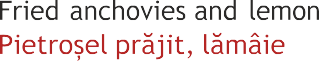 Fried anchovies and lemon
Pietroșel prăjit, lămâie